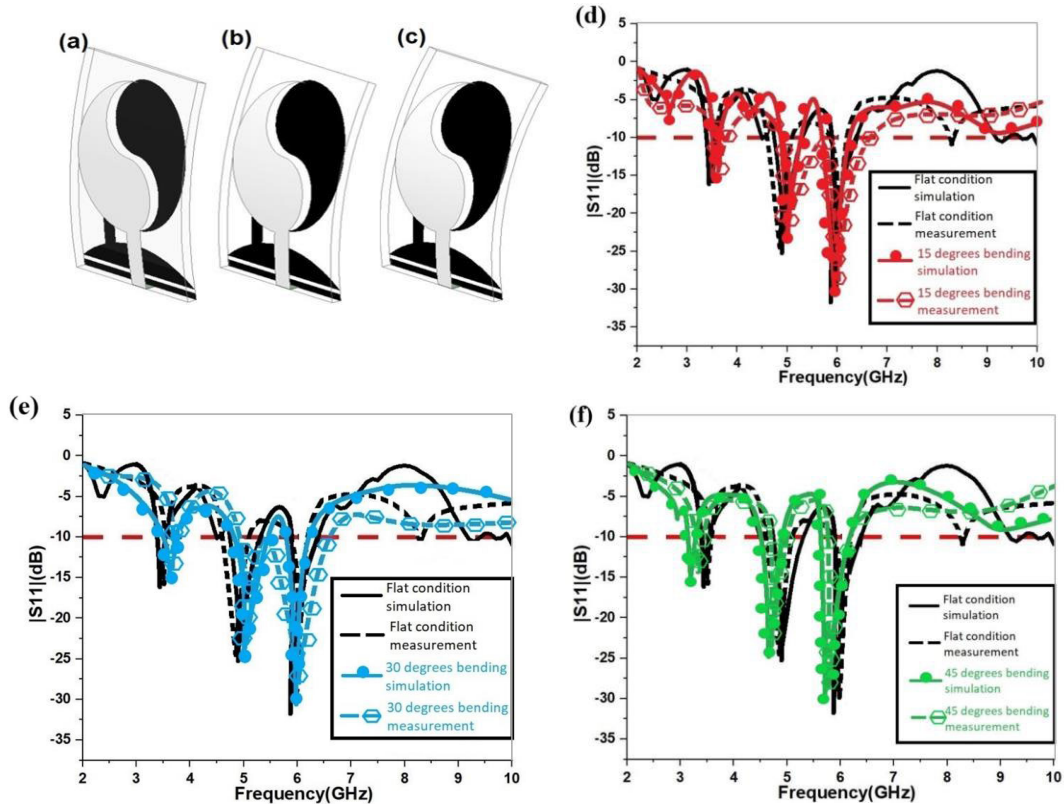 (a)
(b)
(c)
(d)
5
0
-5
-10
-15
-20
-25
-30
-35
|S11|(dB)
Flat condition
simulation
Flat condition
measurement
15 degrees bending
simulation
15 degrees bending
measurement
2 3 4 5 6 7 8 9 10
Frequency(GHz)
(e)
5
0
-5
-10
-15
-20
-25
-30
-35
|S11|(dB)
Flat condition
simulation
Flat condition
measurement
30 degrees bending
simulation
30 degrees bending
measurement
2 3 4 5 6 7 8 9 10
Frequency(GHz)
(f)
5
0
-5
-10
-15
-20
-25
-30
-35
|S11|(dB)
Flat condition
simulation
Flat condition
measurement
45 degrees bending
simulation
45 degrees bending
measurement
2 3 4 5 6 7 8 9 10
Frequency(GHz)